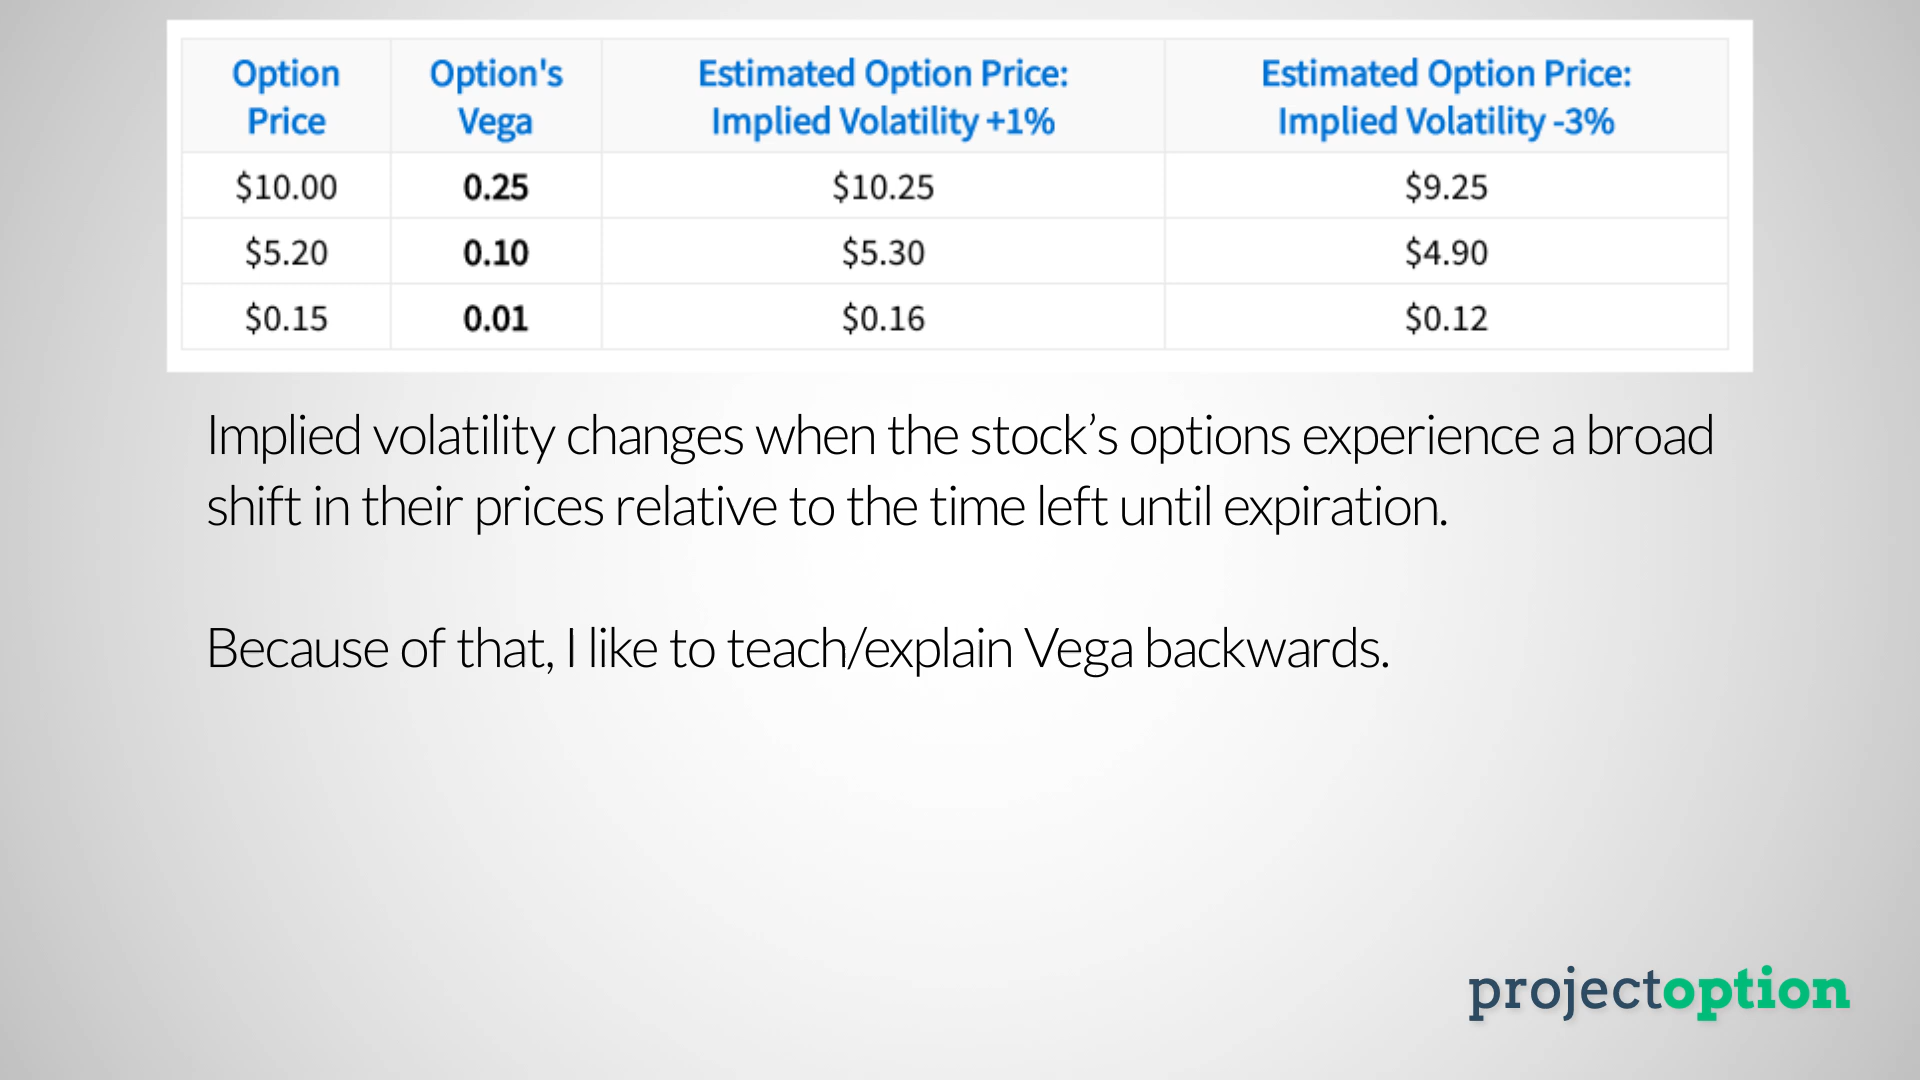 Option Price | Option's Vega | Estimated Option Price: Implied Volatility +1% | Estimated Option Price: Implied Volatility -3%
$10.00 | 0.25 | $10.25 | $9.25
$5.20 | 0.10 | $5.30 | $4.90
$0.15 | 0.01 | $0.16 | $0.12
Implied volatility changes when the stock’s options experience a broad
shift in their prices relative to the time left until expiration.
Because of that, I like to teach/explain Vega backwards.
projectoption